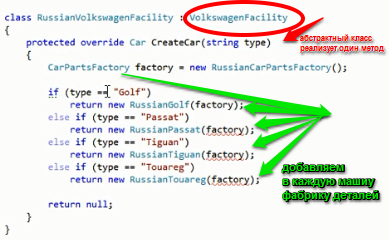 class RussianVolkswagenFacility : VolkswagenFacility
{
абстрактный класс
реализует один метод
protected override Car CreateCar(string type)
{
CarPartsFactory factory = new RussianCarPartsFactory();
if (type == "Golf")
return new RussianGolf(factory);
else if (type == "Passat")
return new RussianPassat(factory);
else if (type == "Tiguan")
return new RussianTiguan(factory);
else if (type == "Touareg")
return new RussianTouareg(factory);
добавляем
в каждую машину
фабрику деталей
return null;
}
}